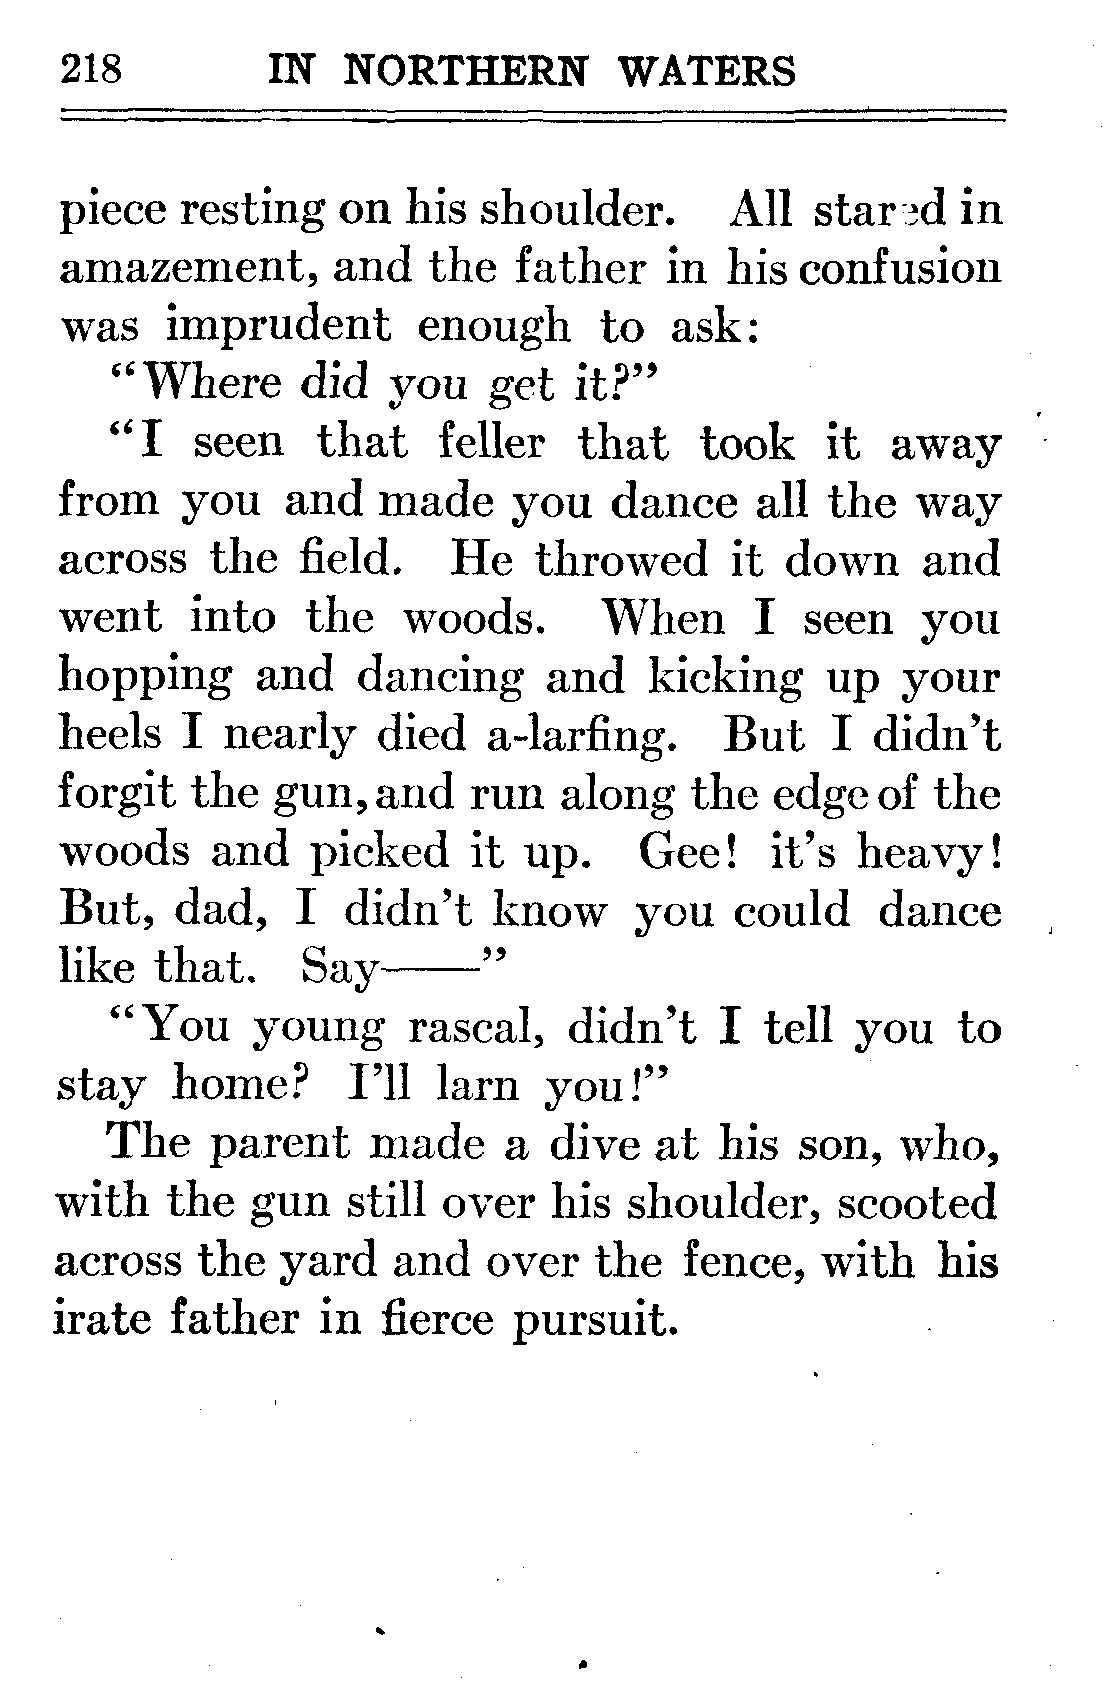 218 IN NORTHERN WATERS
piece resting on his shoulder. All stared in
amazement, and the father in his confusion
was imprudent enough to ask:
“Where did you get it?”
“I seen that feller that took it away
from you and made you dance all the way
across the field. He throwed it down and
went into the woods. When I seen you
hopping and dancing and kicking up your
heels I nearly died a-larfing. But I didn’t
forgit the gun, and run along the edge of the
woods and picked it up. Gee! it’s heavy!
But, dad, I didn’t know you could dance
like that. Say——”
“You young rascal, didn’t I tell you to
stay home? I’ll larn you!”
The parent made a dive at his son, who,
with the gun still over his shoulder, scooted
across the yard and over the fence, with his
irate father in fierce pursuit.